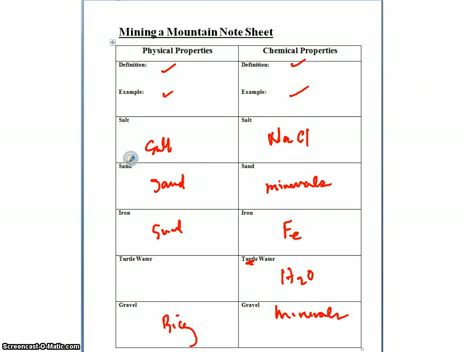 Mining a Mountain Note Sheet
Physical Properties Chemical Properties
Definition: Definition:
Example: Example:
Salt Salt
NaCl
Sand Sand
Sand minerals
Iron Iron
Fe
Turtle Water Turtle Water
H2O
Gravel Gravel
minerals
Screencast-O-Matic.com